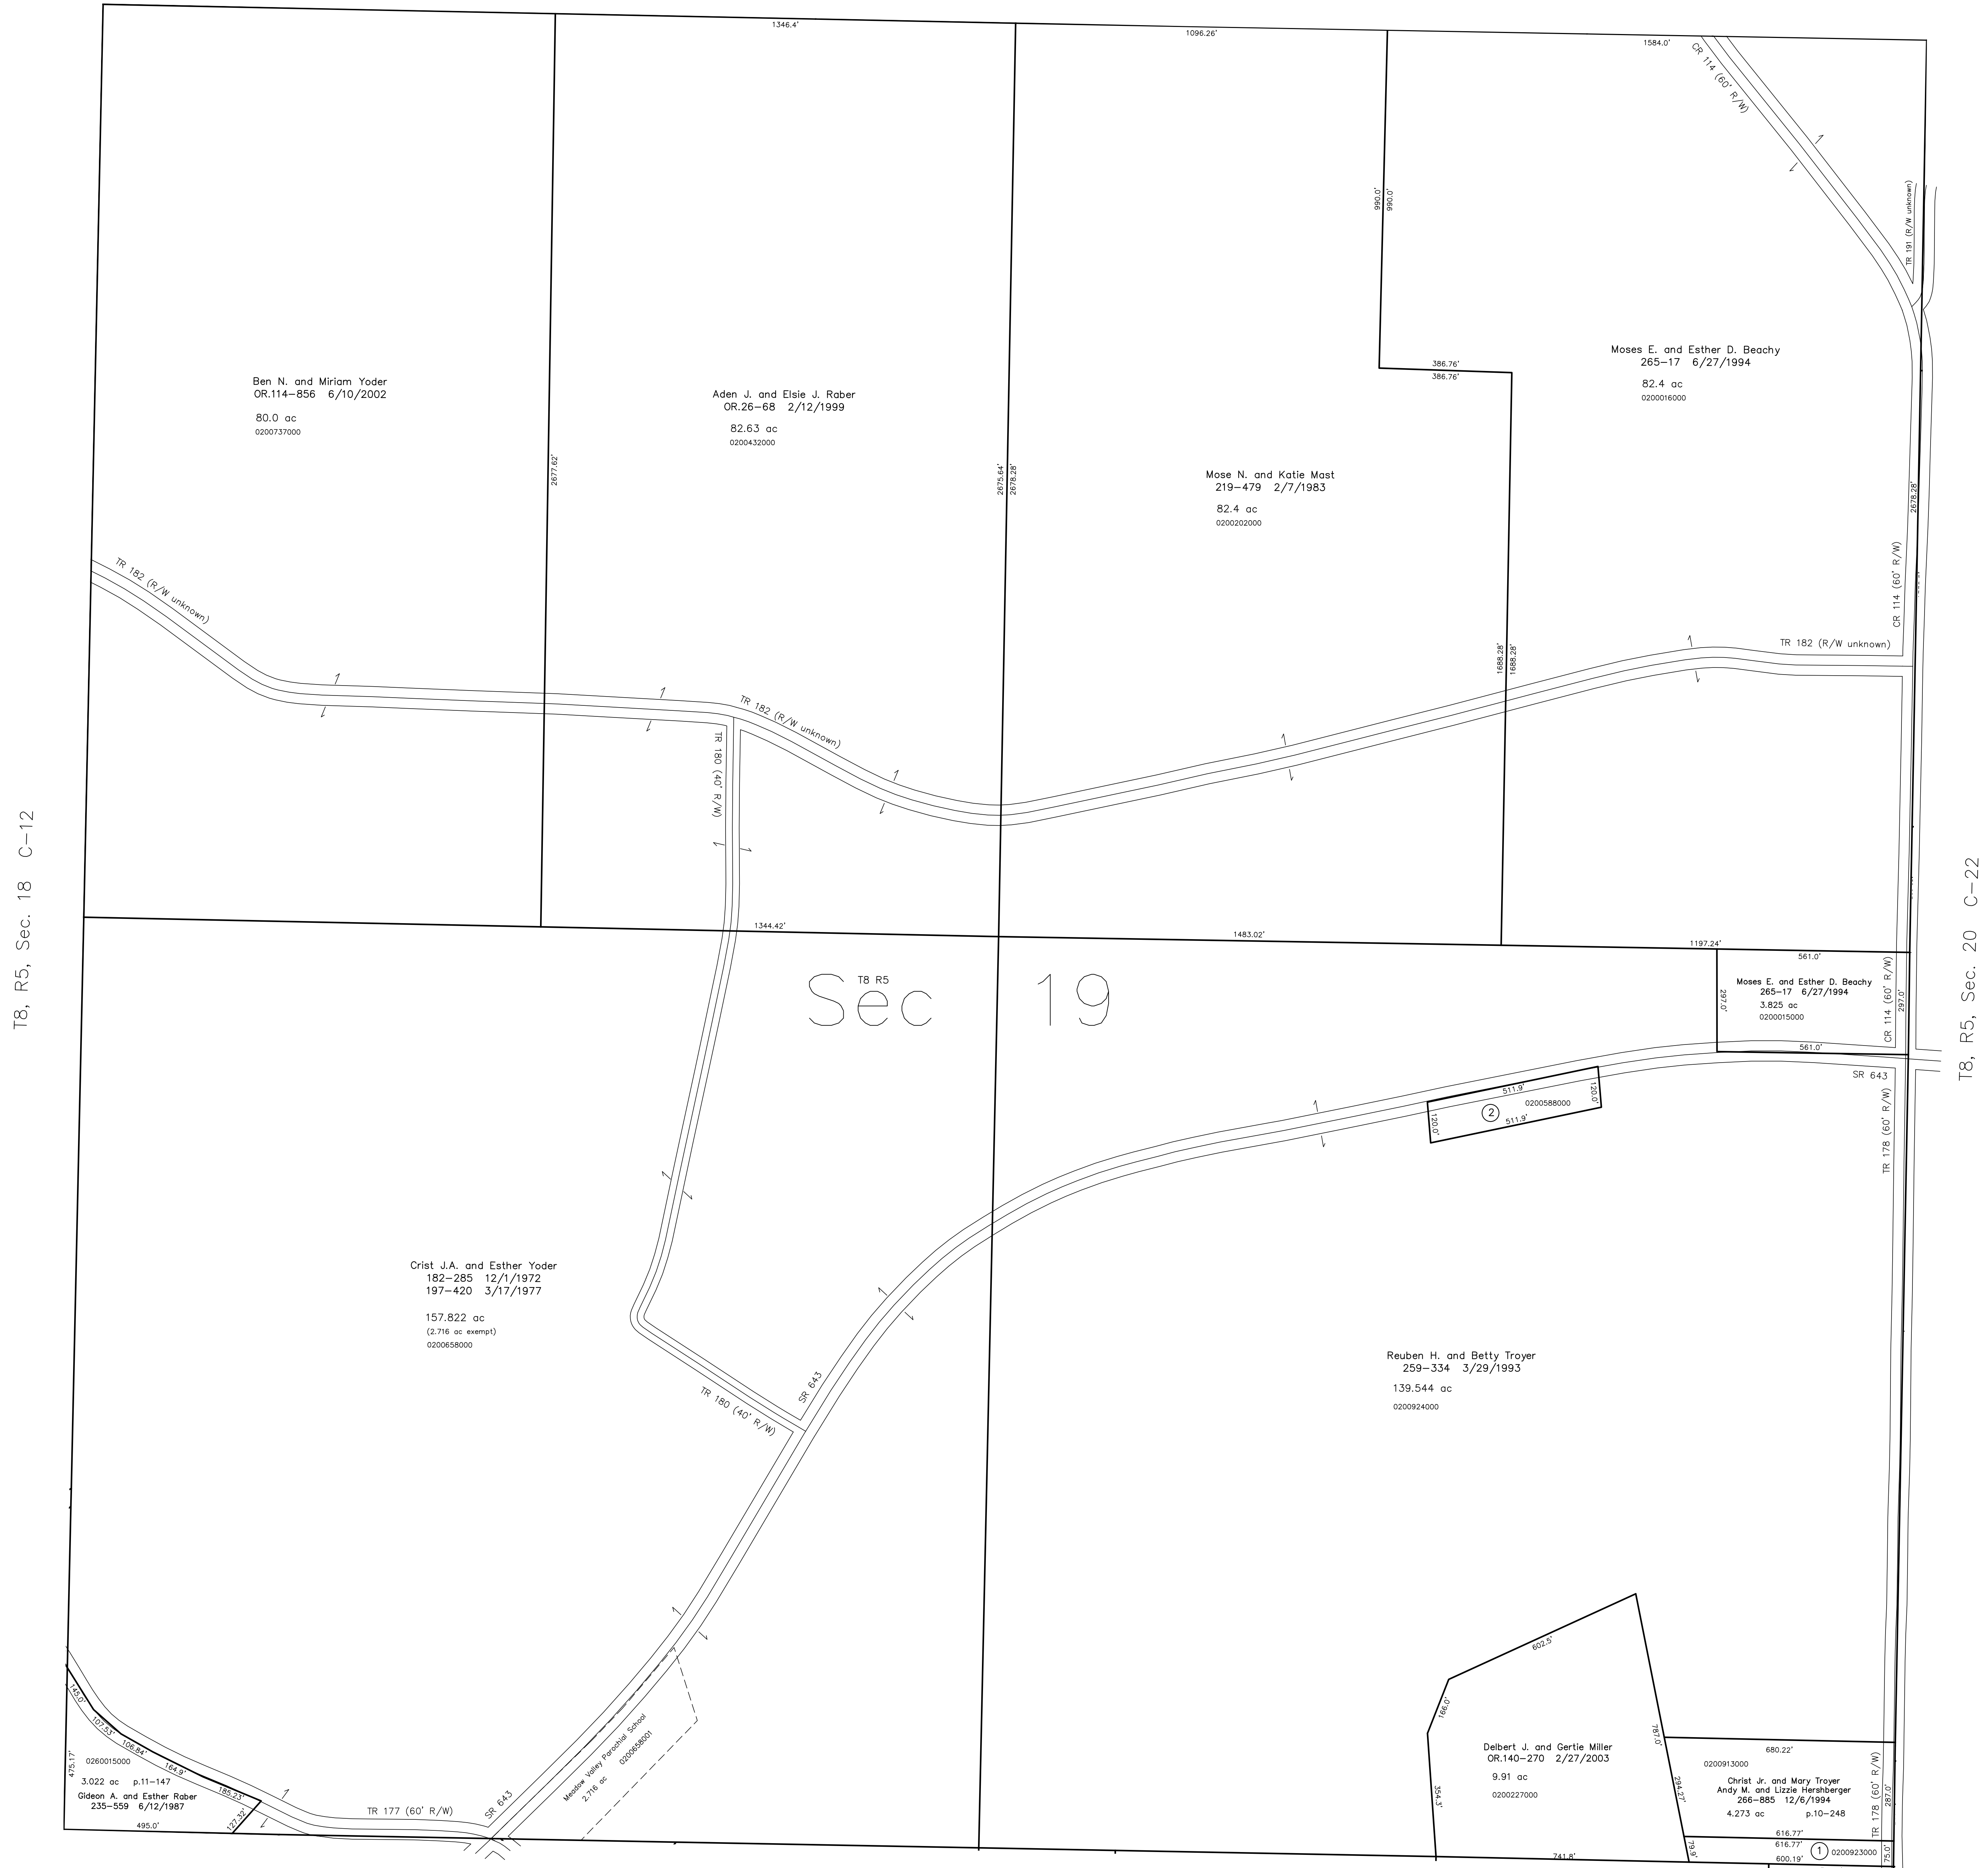 1346.4'
1096.26'
1584.0'
CR 114 (60' R/W)
TR 191 (R/W unknown)
990.0'
990.0'
386.76'
386.76'
Ben N. and Miriam Yoder
OR.114-856 6/10/2002
80.0 ac
0200737000
Aden J. and Elsie J. Raber
OR.26-68 2/12/1999
82.63 ac
0200432000
Mose N. and Katie Mast
219-479 2/7/1983
82.4 ac
0200202000
Moses E. and Esther D. Beachy
265-17 6/27/1994
82.4 ac
0200016000
2677.62'
2675.64'
2678.28'
2678.28'
CR 114 (60' R/W)
TR 182 (R/W unknown)
TR 182 (R/W unknown)
TR 182 (R/W unknown)
1688.28'
1688.28'
TR 180 (40' R/W)
T8, R5, Sec. 18 C-12
T8, R5, Sec. 20 C-22
1344.42'
1483.02'
1197.24'
T8 R5
Sec 19
561.0'
297.0'
Moses E. and Esther D. Beachy
265-17 6/27/1994
3.825 ac
0200015000
CR 114 (60' R/W)
297.0'
561.0'
SR 643
TR 178 (60' R/W)
511.9'
120.0'
2
0200588000
120.0'
511.9'
Crist J.A. and Esther Yoder
182-285 12/1/1972
197-420 3/17/1977
157.822 ac
(2.716 ac exempt)
0200658000
SR 643
TR 180 (40' R/W)
Reuben H. and Betty Troyer
259-334 3/29/1993
139.544 ac
0200924000
145.0'
107.53'
106.84'
164.9'
185.23'
127.32'
475.17'
0260015000
3.022 ac p.11-147
Gideon A. and Esther Raber
235-559 6/12/1987
495.0'
TR 177 (60' R/W)
SR 643
Meadow Valley Parochial School
2.716 ac 0200658001
602.5'
166.0'
354.3'
787.0'
Delbert J. and Gertie Miller
OR.140-270 2/27/2003
9.91 ac
0200227000
741.8'
680.22'
0200913000
Christ Jr. and Mary Troyer
Andy M. and Lizzie Hershberger
266-885 12/6/1994
4.273 ac p.10-248
294.27'
287.0'
TR 178 (60' R/W)
616.77'
616.77'
79.9'
600.19'
1
0200923000
75.0'